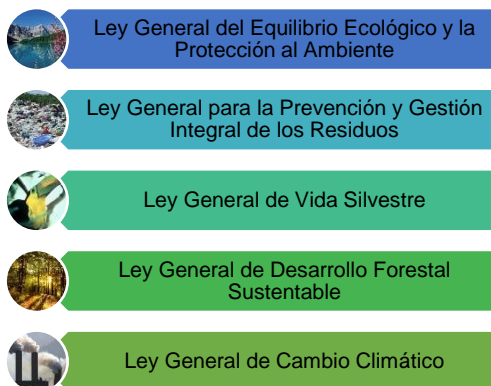 Ley General del Equilibrio Ecológico y la
Protección al Ambiente
Ley General para la Prevención y Gestión
Integral de los Residuos
Ley General de Vida Silvestre
Ley General de Desarrollo Forestal
Sustentable
Ley General de Cambio Climático